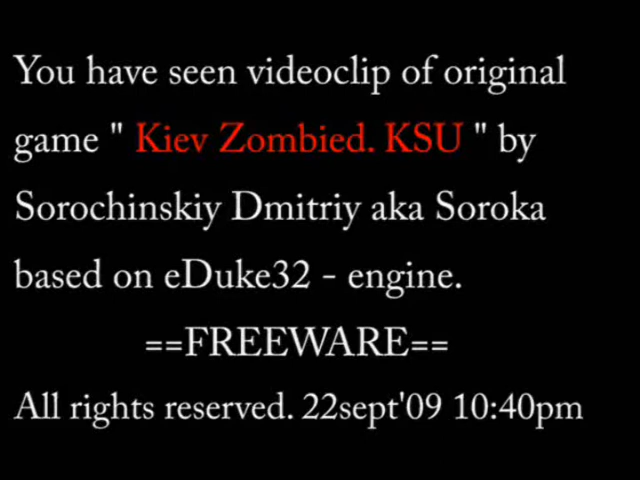 You have seen videoclip of original
game " Kiev Zombied. KSU " by
Sorochinskiy Dmitriy aka Soroka
based on eDuke32 - engine.
==FREEWARE==
All rights reserved. 22sept'09 10:40pm